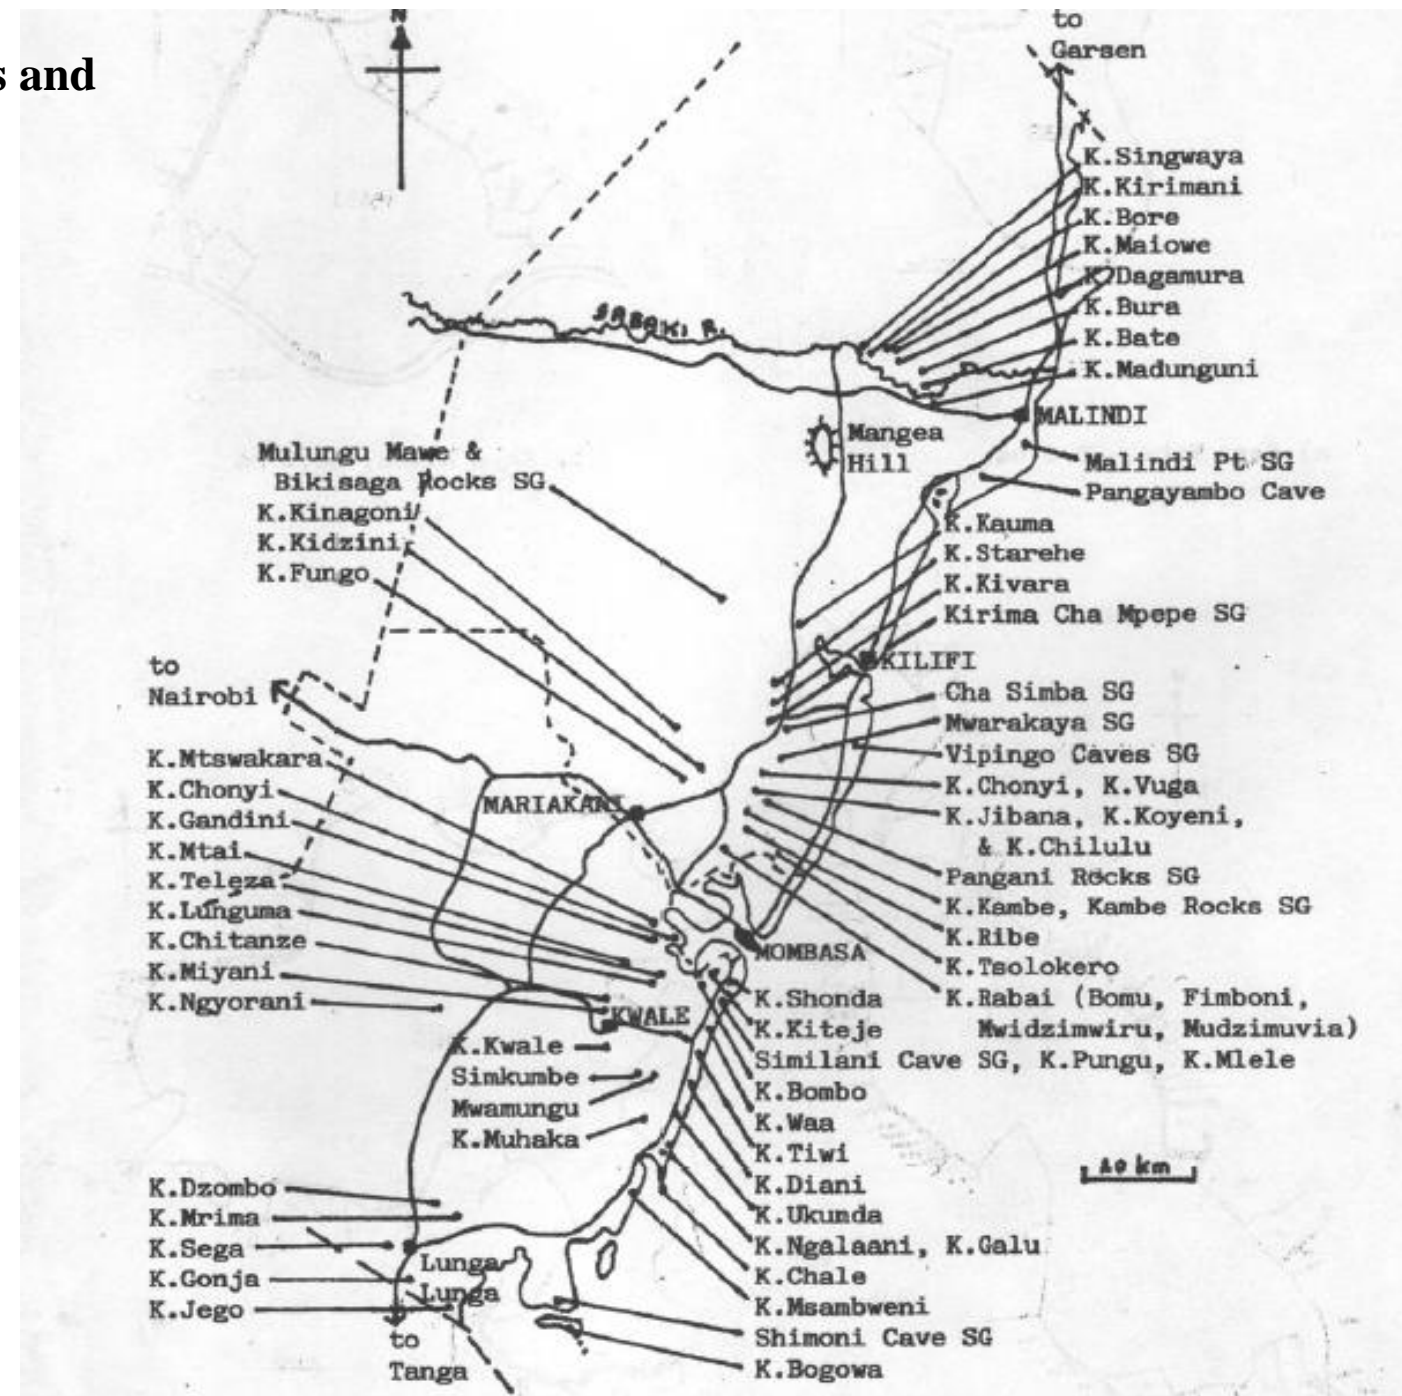 s and
N
to
Garsen
K.Singwaya
K.Kirimani
K.Bore
K.Maiowe
K.Dagamura
K.Bura
K.Bate
K.Madunguni
SABAKI R.
MALINDI
Mangea
Hill
Malindi Pt SG
Pangayambo Cave
Mulungu Mawe &
Bikisaga Rocks SG
K.Kinagoni
K.Kidzini
K.Fungo
K.Kauma
K.Starehe
K.Kivara
Kirima Cha Mpepe SG
KILIFI
to
Nairobi
Cha Simba SG
Mwarakaya SG
Vipingo Caves SG
K.Chonyi, K.Vuga
K.Jibana, K.Koyeni,
& K.Chilulu
Pangani Rocks SG
K.Kambe, Kambe Rocks SG
K.Ribe
K.Tsolokero
K.Rabai (Bomu, Fimboni,
Mwidzimwiru, Mudzimuvia)
K.Mtswakara
K.Chonyi
K.Gandini
K.Mtai
K.Teleza
K.Lunguma
K.Chitanze
K.Miyani
K.Ngyorani
MARIAKANI
MOMBASA
KWALE
K.Shonda
K.Kiteje
Similani Cave SG, K.Pungu, K.Mlele
K.Bombo
K.Waa
K.Tiwi
K.Diani
K.Ukunda
K.Ngalaani, K.Galu
K.Chale
K.Msambweni
Shimoni Cave SG
K.Bogowa
K.Kwale
Simkumbe
Mwamungu
K.Muhaka
10 km
K.Dzombo
K.Mrima
K.Sega
K.Gonja
K.Jego
Lunga
Lunga
to
Tanga